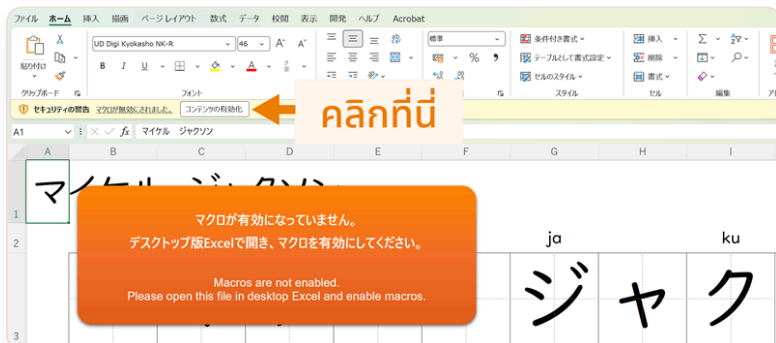 ファイル ホーム 挿入 描画 ページ レイアウト 数式 データ 校閲 表示 開発 ヘルプ Acrobat
貼り付け
UD Digi Kyokasho NK-R 46
B I U
標準
条件付き書式
テーブルとして書式設定
セルのスタイル
挿入
削除
書式
クリップボード フォント スタイル セル 編集
セキュリティの警告 マクロが無効にされました。 コンテンツの有効化
คลิกที่นี่
A1 fx マイケル ジャクソン
A B C D E F G H I
1
マイケル ジャクソン
マクロが有効になっていません。
デスクトップ版Excelで開き、マクロを有効にしてください。
Macros are not enabled.
Please open this file in desktop Excel and enable macros.
2 ja ku
3 ジ ャ ク